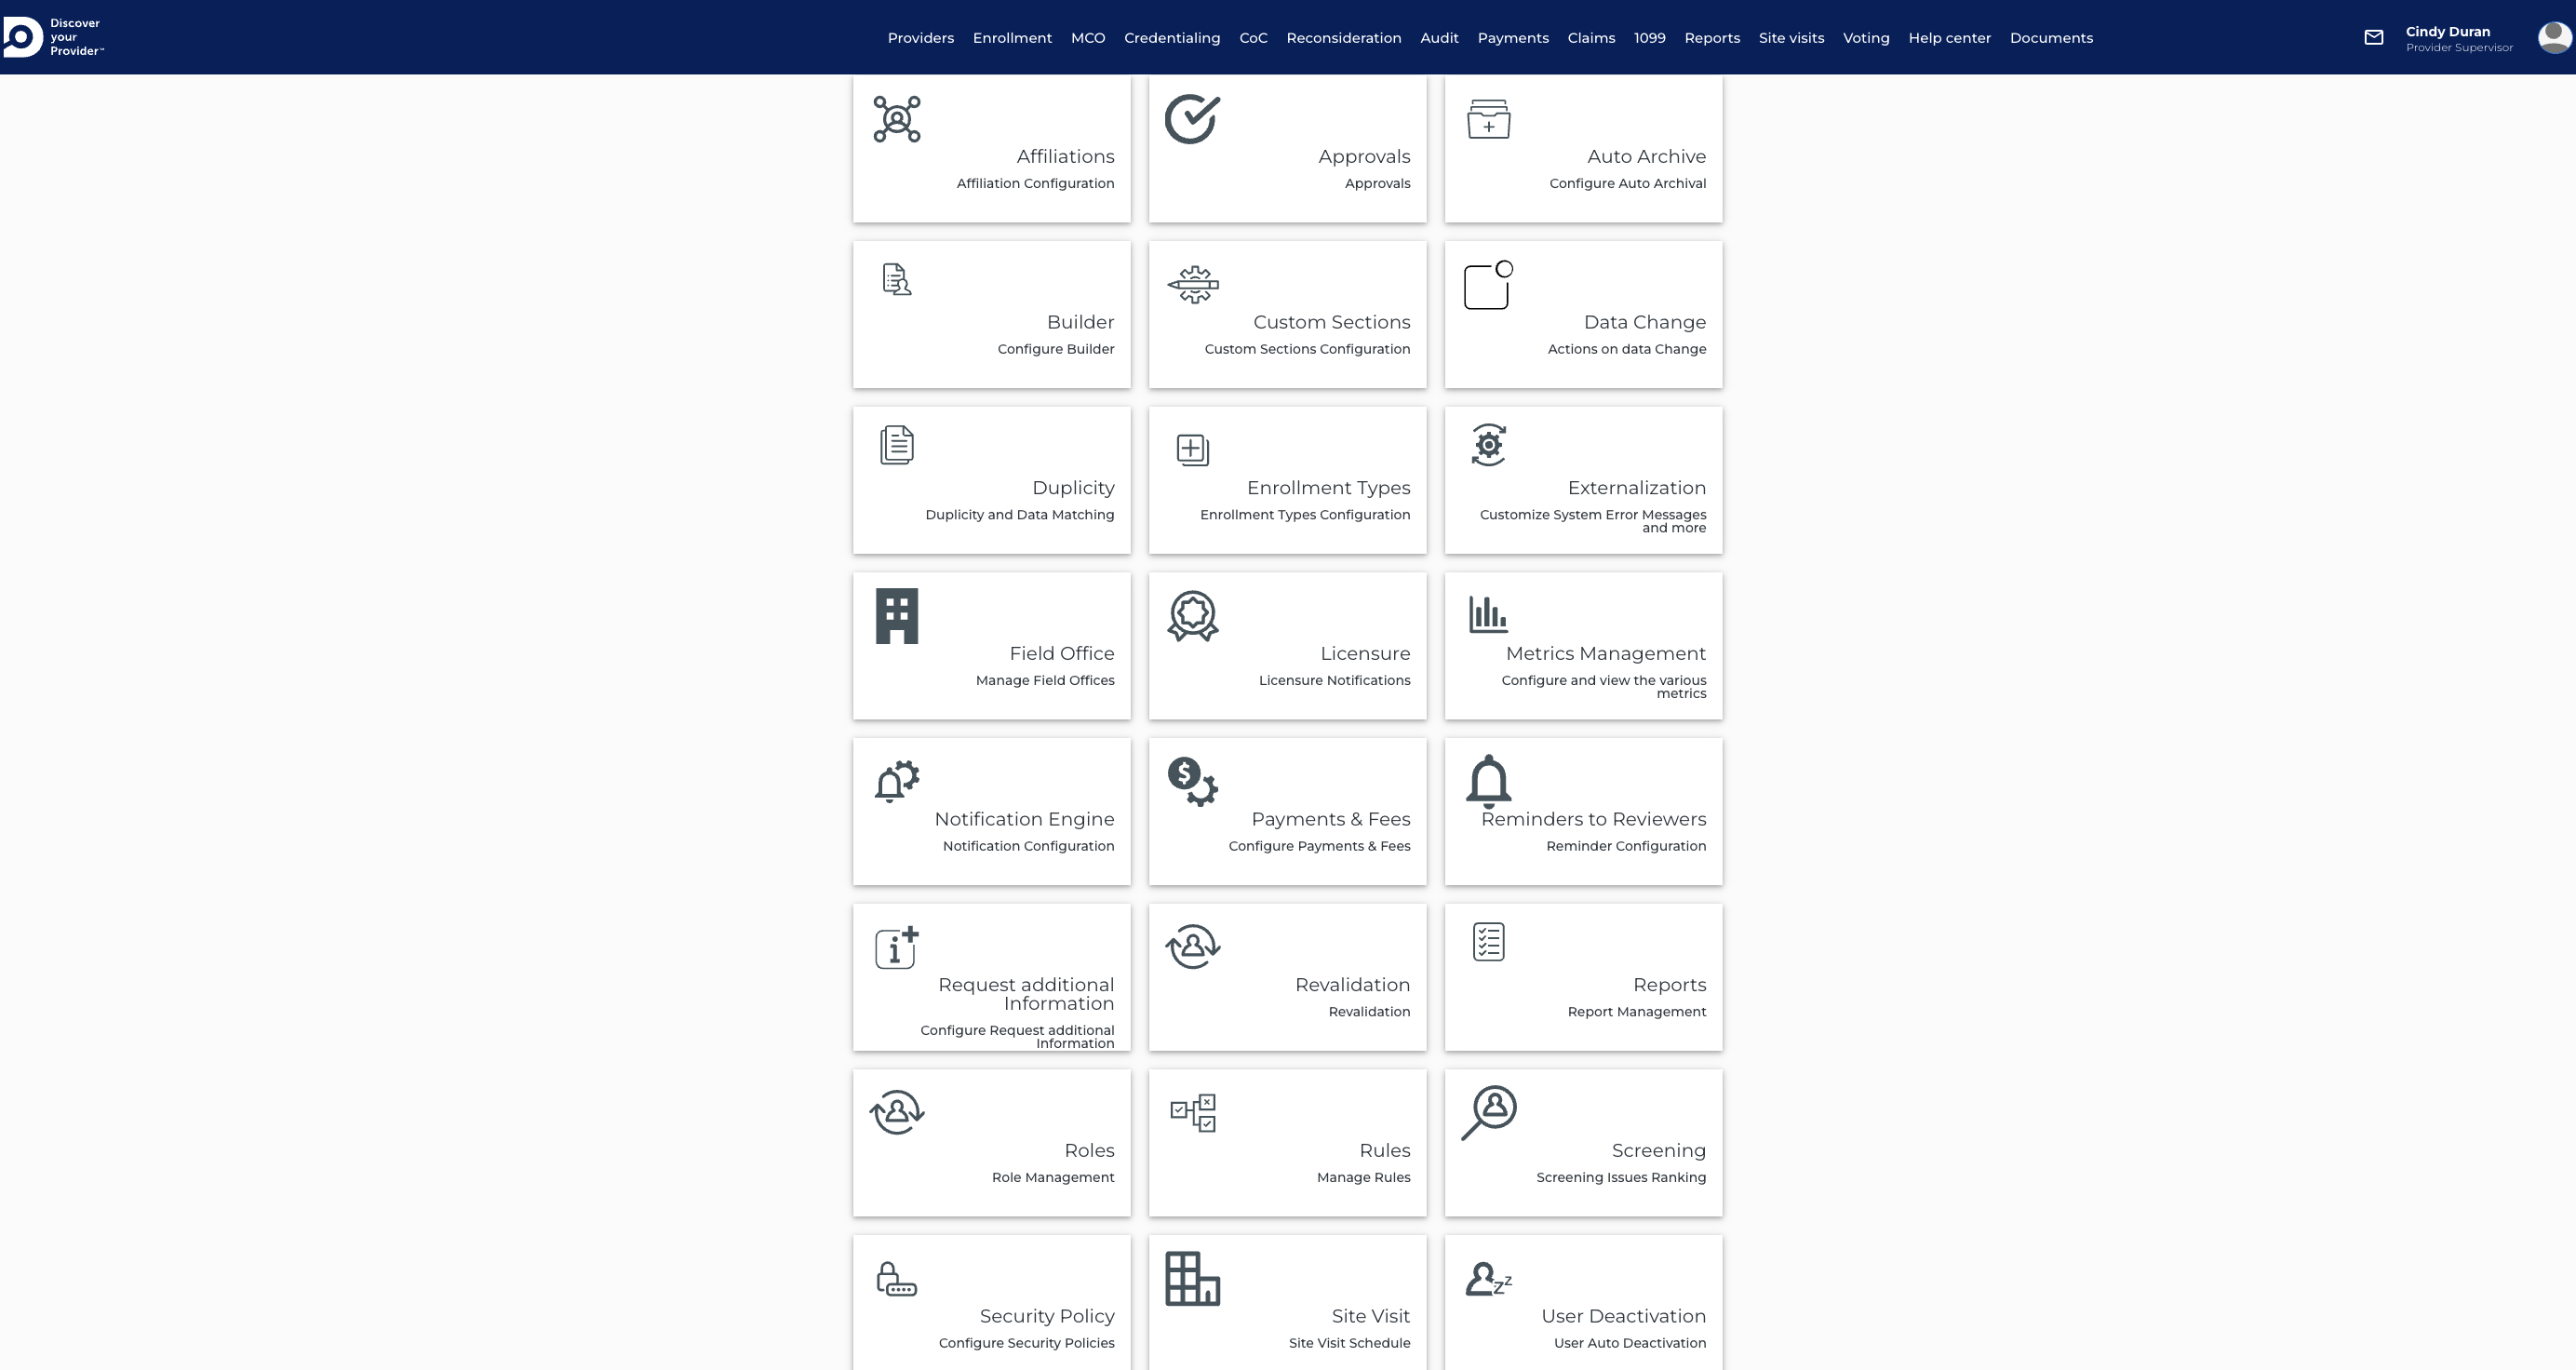 Discover
your
Provider™
Providers Enrollment MCO Credentialing CoC Reconsideration Audit Payments Claims 1099 Reports Site visits Voting Help center Documents
Cindy Duran
Provider Supervisor
Affiliations
Affiliation Configuration
Approvals
Approvals
Auto Archive
Configure Auto Archival
Builder
Configure Builder
Custom Sections
Custom Sections Configuration
Data Change
Actions on data Change
Duplicity
Duplicity and Data Matching
Enrollment Types
Enrollment Types Configuration
Externalization
Customize System Error Messages
and more
Field Office
Manage Field Offices
Licensure
Licensure Notifications
Metrics Management
Configure and view the various
metrics
Notification Engine
Notification Configuration
Payments & Fees
Configure Payments & Fees
Reminders to Reviewers
Reminder Configuration
Request additional
Information
Configure Request additional
Information
Revalidation
Revalidation
Reports
Report Management
Roles
Role Management
Rules
Manage Rules
Screening
Screening Issues Ranking
Security Policy
Configure Security Policies
Site Visit
Site Visit Schedule
User Deactivation
User Auto Deactivation